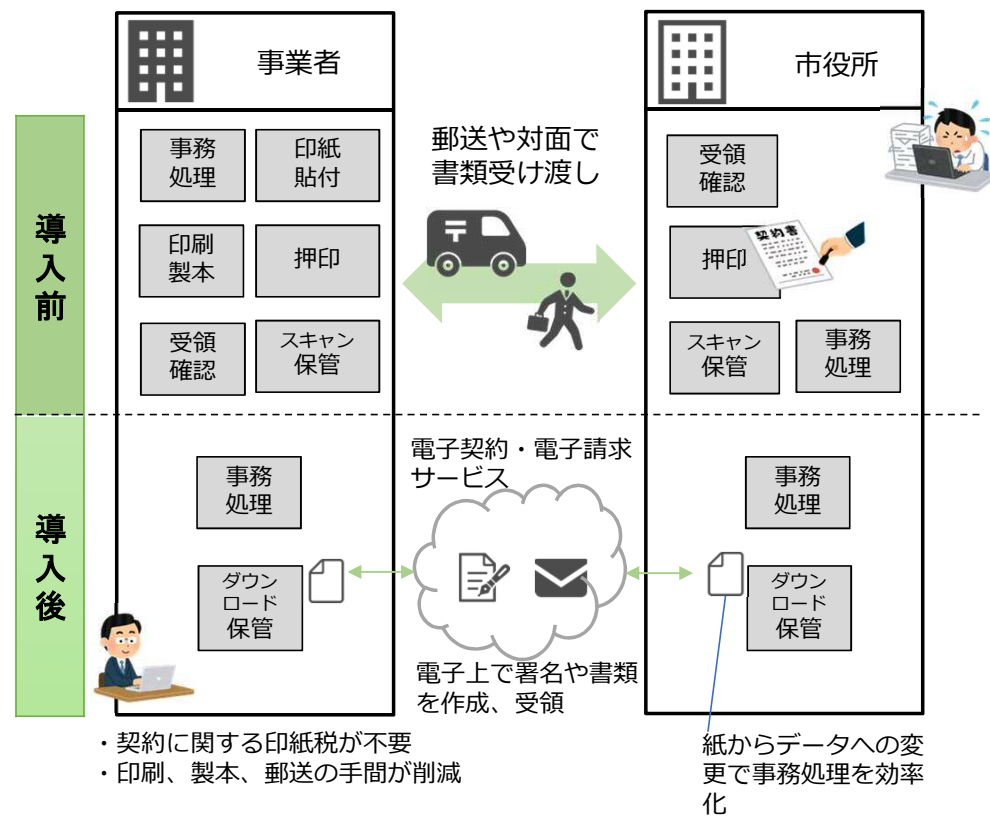 事業者
市役所
導入前
事務
処理
印紙
貼付
印刷
製本
押印
受領
確認
スキャン
保管
郵送や対面で
書類受け渡し
〒
受領
確認
押印
契約書
スキャン
保管
事務
処理
導入後
事務
処理
ダウン
ロード
保管
電子契約・電子請求
サービス
電子上で署名や書類
を作成、受領
事務
処理
ダウン
ロード
保管
・契約に関する印紙税が不要
・印刷、製本、郵送の手間が削減
紙からデータへの変
更で事務処理を効率
化